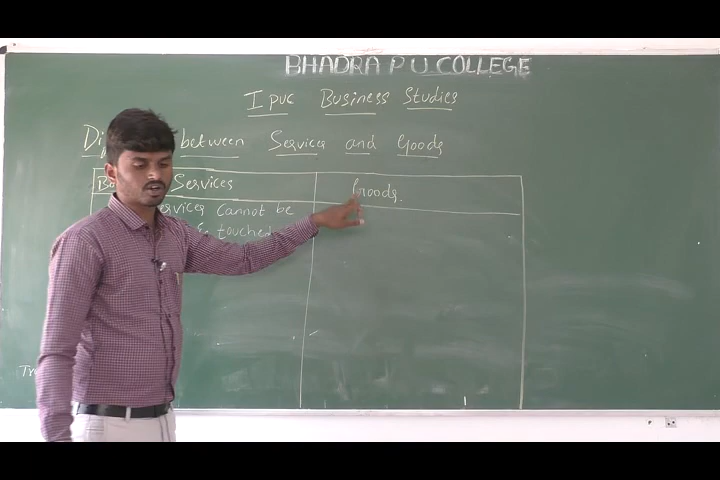 BHADRA P U COLLEGE
I puc Business Studies
between Services and Goods
Services
Goods.
Services cannot be
touched